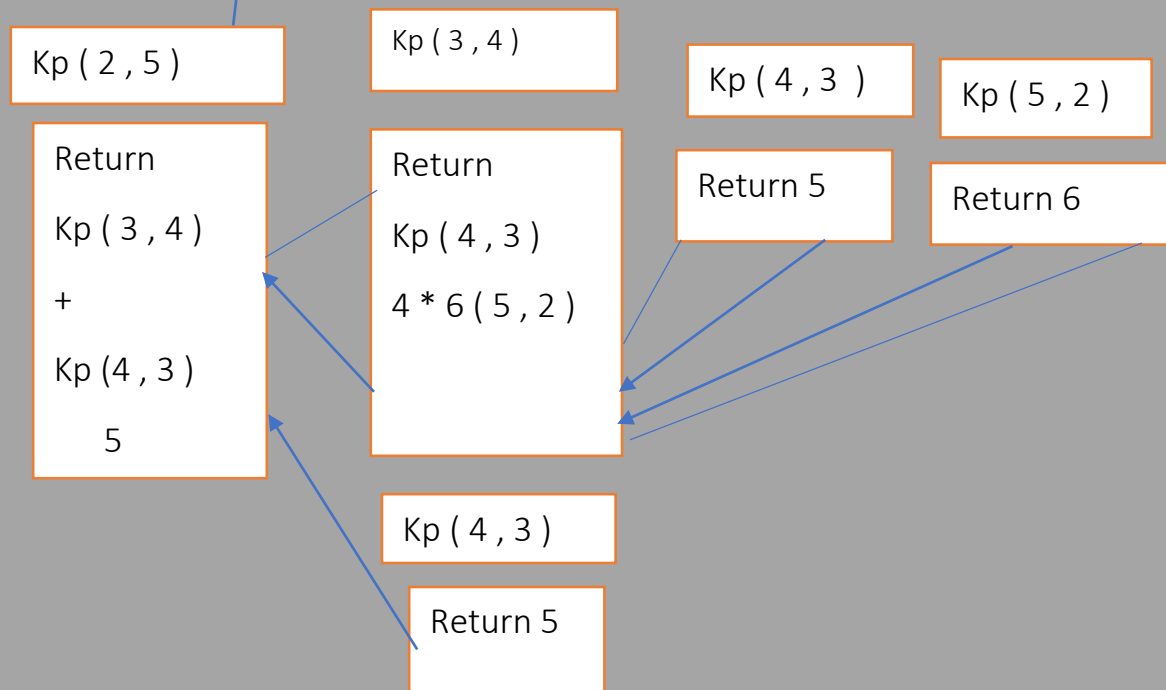 Kp ( 2 , 5 )
Return
Kp ( 3 , 4 )
+
Kp (4 , 3 )
5
Kp ( 3 , 4 )
Return
Kp ( 4 , 3 )
4 * 6 ( 5 , 2 )
Kp ( 4 , 3 )
Return 5
Kp ( 5 , 2 )
Return 6
Kp ( 4 , 3 )
Return 5